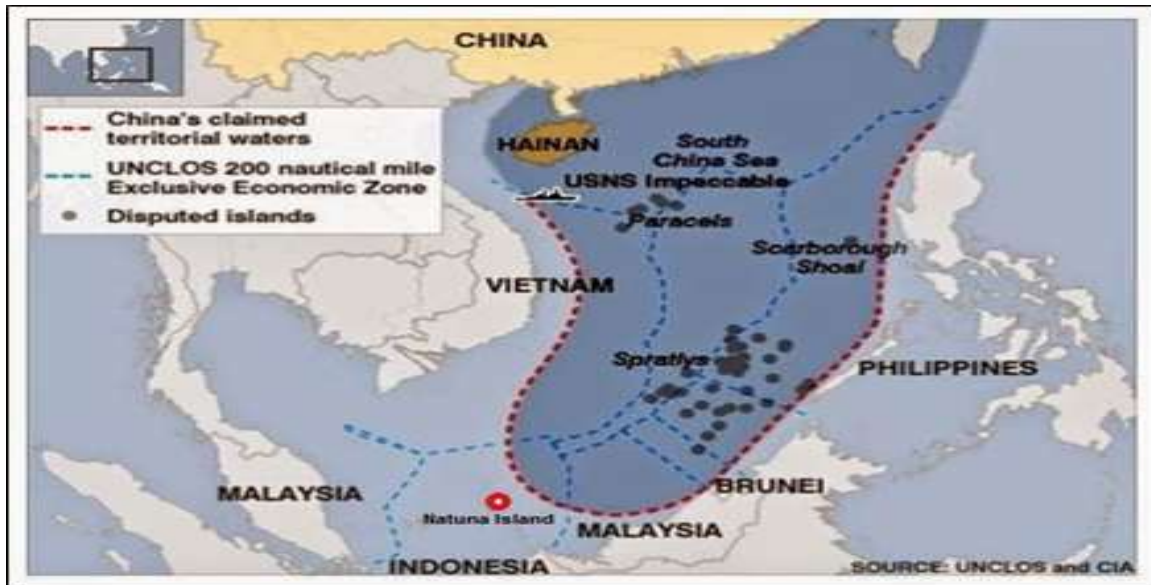 CHINA
China's claimed
territorial waters
UNCLOS 200 nautical mile
Exclusive Economic Zone
Disputed islands
HAINAN
South
China Sea
USNS Impeccable
Paracels
Scarborough
Shoal
VIETNAM
Spratlys
PHILIPPINES
MALAYSIA
BRUNEI
Natuna Island
MALAYSIA
INDONESIA
SOURCE: UNCLOS and CIA